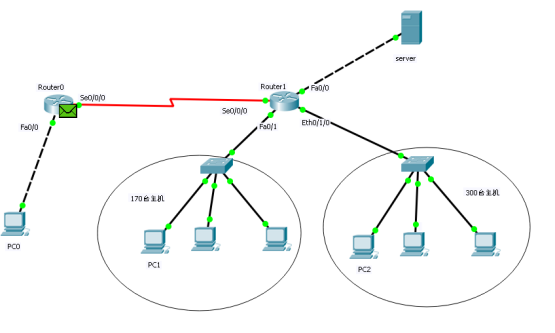 server
Router0
Router1
Fa0/0
Se0/0/0
Se0/0/0
Fa0/0
Fa0/1
Eth0/1/0
170台主机
300台主机
PC0
PC1
PC2